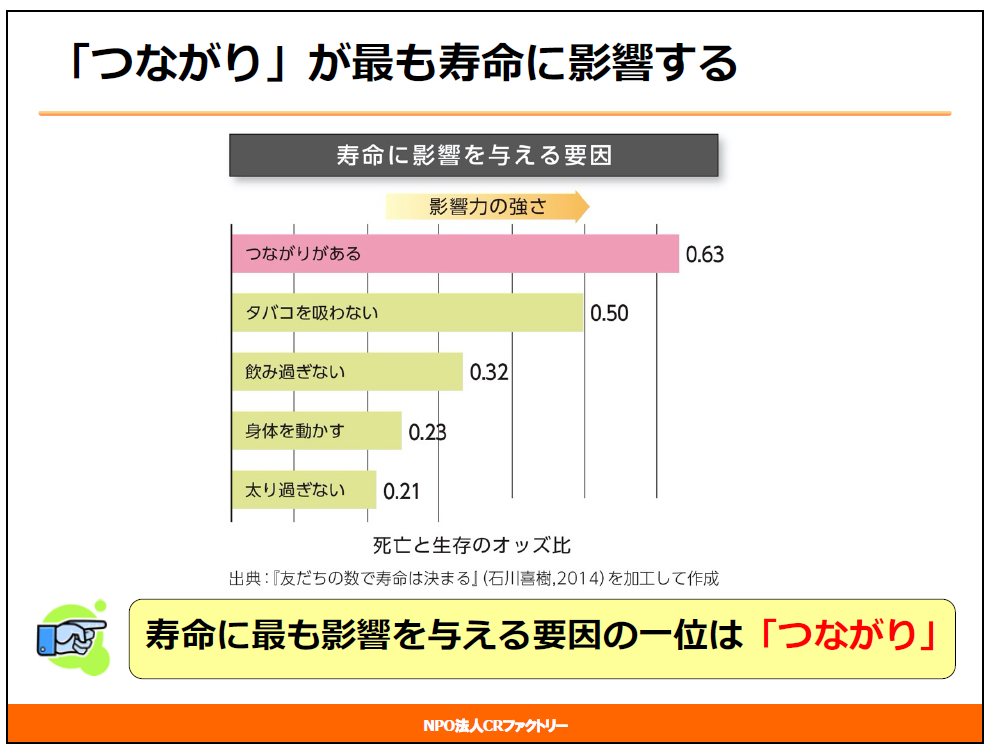 「つながり」が最も寿命に影響する
寿命に影響を与える要因
影響力の強さ
つながりがある 0.63
タバコを吸わない 0.50
飲み過ぎない 0.32
身体を動かす 0.23
太り過ぎない 0.21
死亡と生存のオッズ比
出典:『友だちの数で寿命は決まる』(石川喜樹,2014)を加工して作成
寿命に最も影響を与える要因の一位は「つながり」
NPO法人CRファクトリー